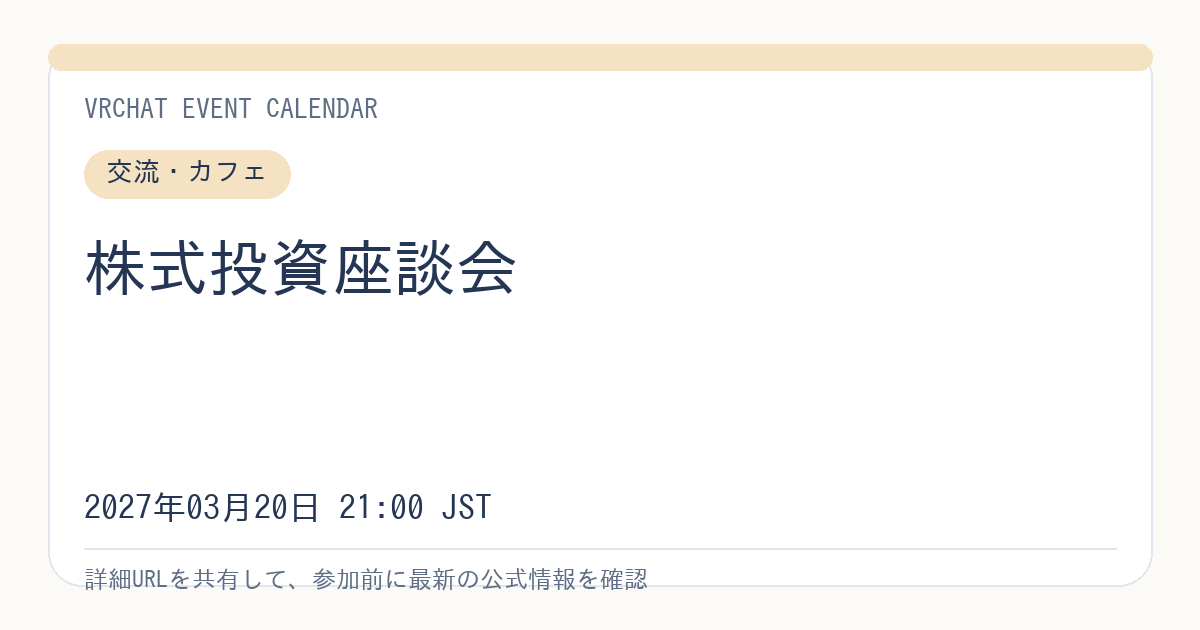 VRCHAT EVENT CALENDAR
交流・カフェ
株式投資座談会
2027年03月20日 21:00 JST
詳細URLを共有して、参加前に最新の公式情報を確認